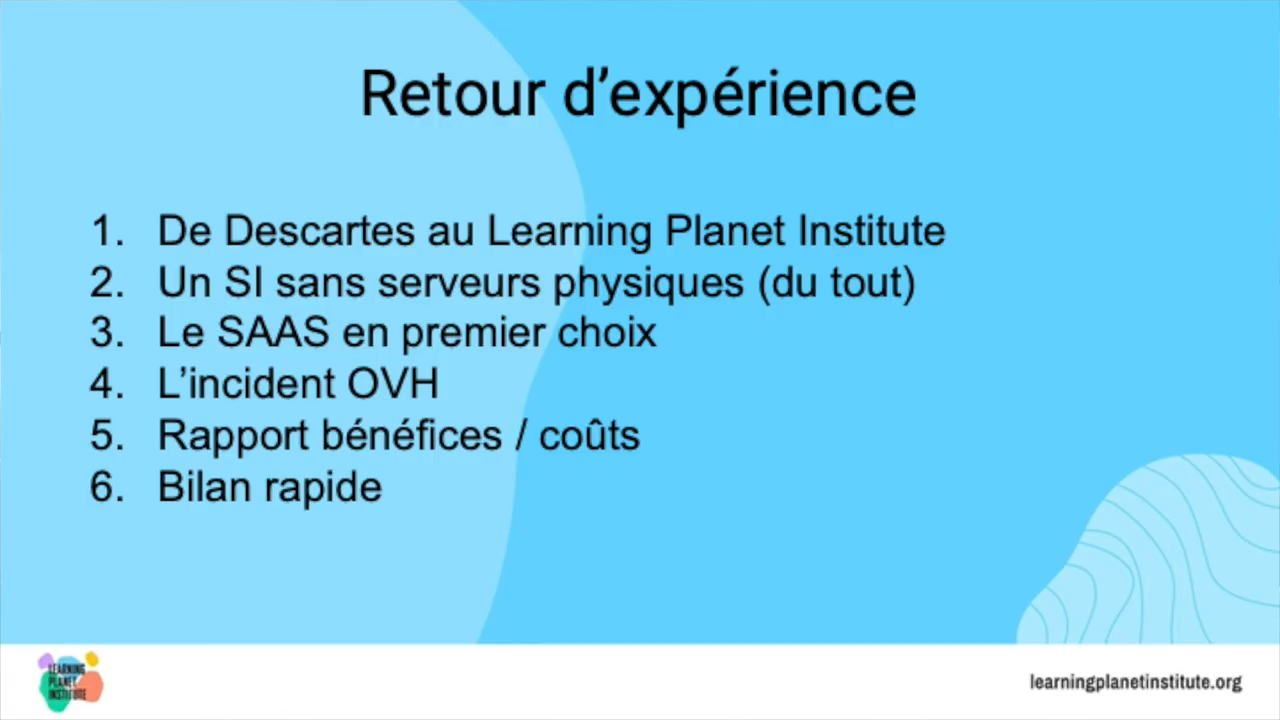 Retour d’expérience
1. De Descartes au Learning Planet Institute
2. Un SI sans serveurs physiques (du tout)
3. Le SAAS en premier choix
4. L’incident OVH
5. Rapport bénéfices / coûts
6. Bilan rapide
LEARNING
PLANET
INSTITUTE
learningplanetinstitute.org